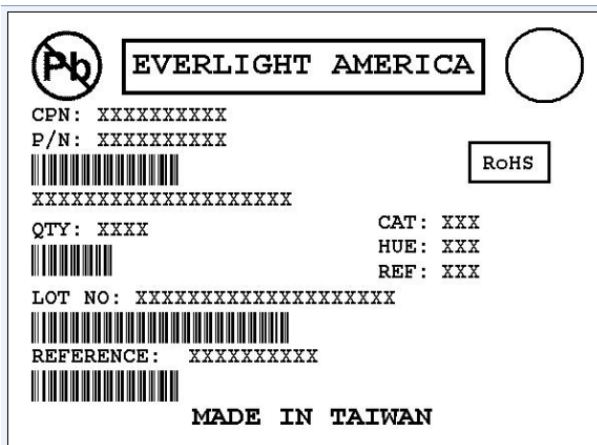 Pb
EVERLIGHT AMERICA
CPN: XXXXXXXXXX
P/N: XXXXXXXXXX
RoHS
XXXXXXXXXXXXXXXXXXXX
QTY: XXXX
CAT: XXX
HUE: XXX
REF: XXX
LOT NO: XXXXXXXXXXXXXXXXXXXX
REFERENCE: XXXXXXXXXX
MADE IN TAIWAN